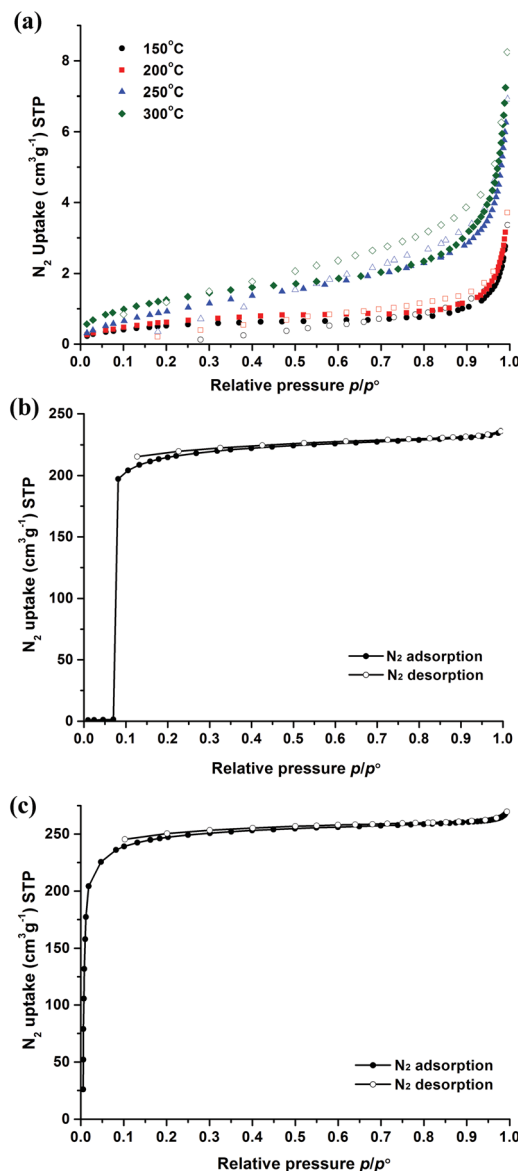 (a)
150°C
200°C
250°C
300°C
N₂ Uptake ( cm³g⁻¹) STP
8
6
4
2
0
0.0 0.1 0.2 0.3 0.4 0.5 0.6 0.7 0.8 0.9 1.0
Relative pressure p/p°
(b)
N₂ uptake (cm³g⁻¹) STP
250
200
150
100
50
0
N₂ adsorption
N₂ desorption
0.0 0.1 0.2 0.3 0.4 0.5 0.6 0.7 0.8 0.9 1.0
Relative pressure p/p°
(c)
N₂ uptake (cm³g⁻¹) STP
250
200
150
100
50
0
N₂ adsorption
N₂ desorption
0.0 0.1 0.2 0.3 0.4 0.5 0.6 0.7 0.8 0.9 1.0
Relative pressure p/p°